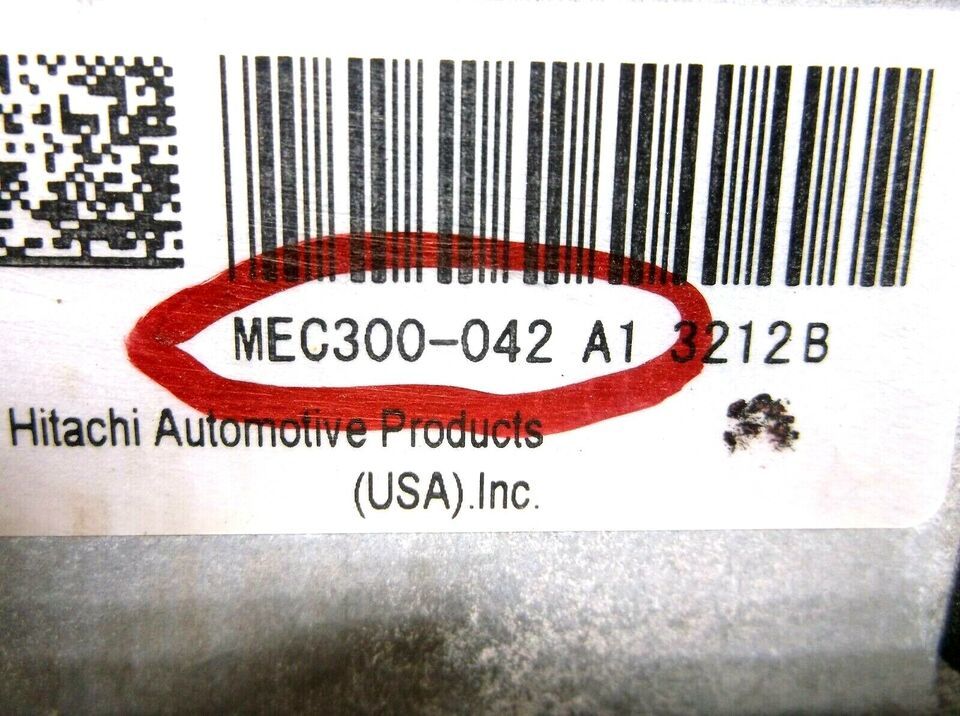 MEC300-042 A1 3212B
Hitachi Automotive Products
(USA).Inc.